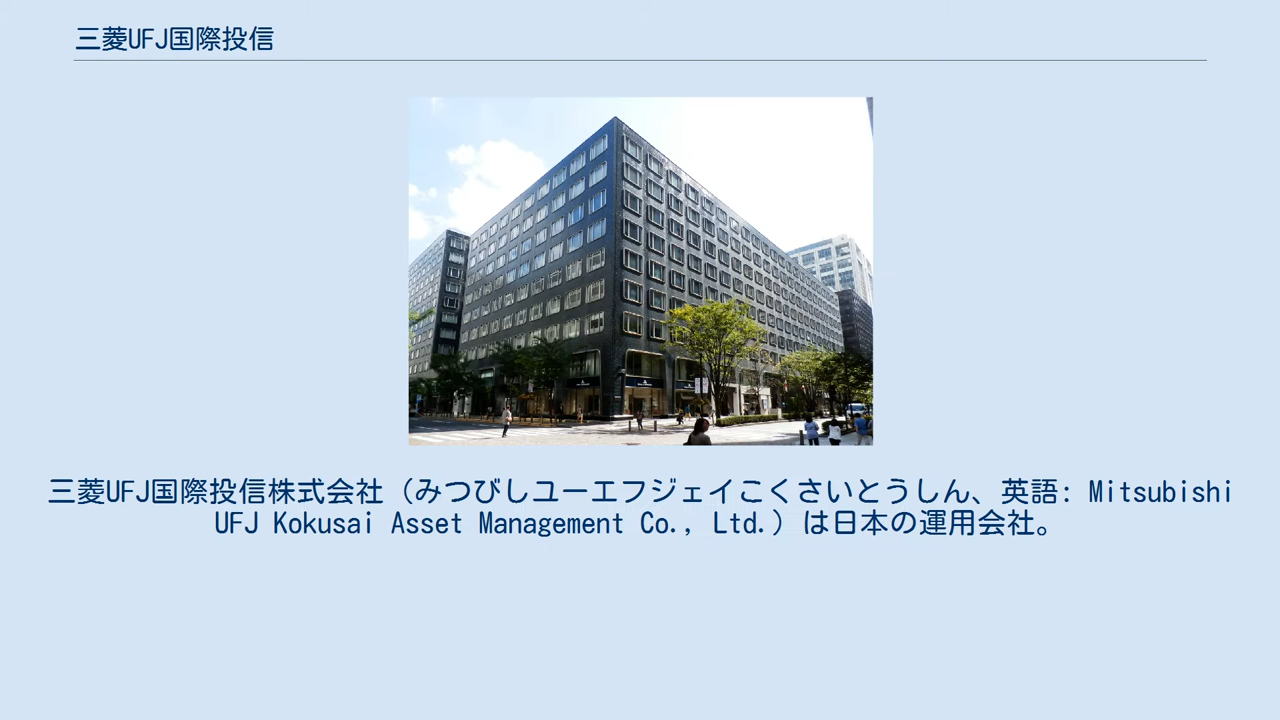 三菱UFJ国際投信
三菱UFJ国際投信株式会社（みつびしユーエフジェイこくさいとうしん、英語: Mitsubishi
UFJ Kokusai Asset Management Co., Ltd.）は日本の運用会社。